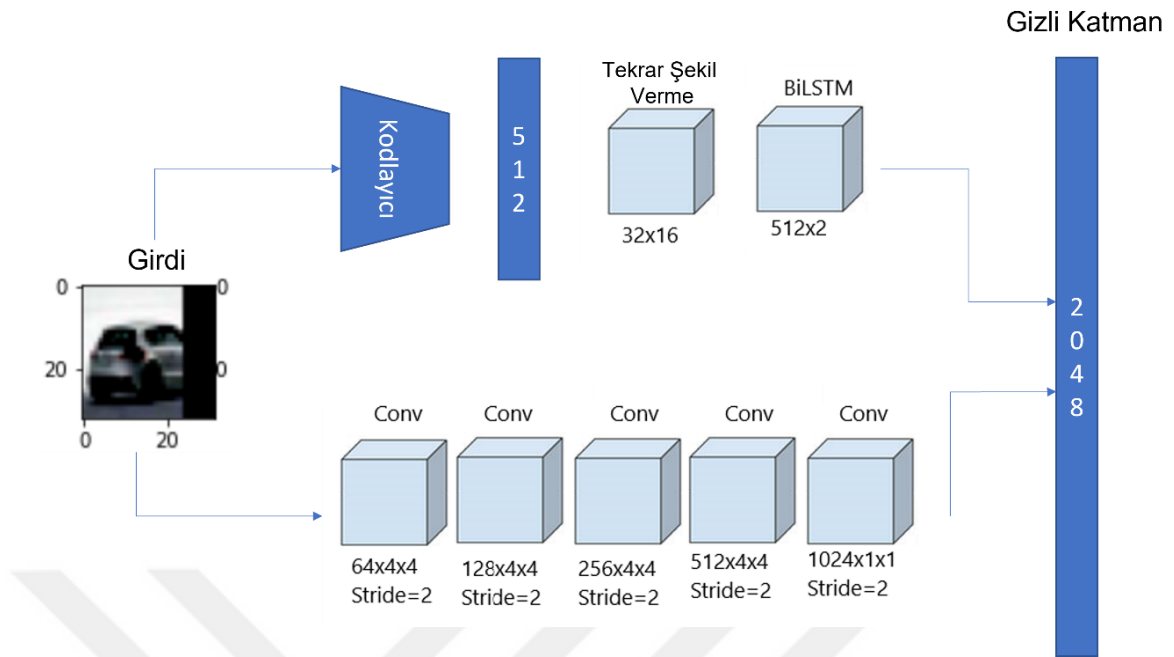 Gizli Katman
Tekrar Şekil
Verme
BiLSTM
Kodlayıcı
5
1
2
32x16
512x2
Girdi
0
0
20
0
0
20
2
0
4
8
Conv
Conv
Conv
Conv
Conv
64x4x4
Stride=2
128x4x4
Stride=2
256x4x4
Stride=2
512x4x4
Stride=2
1024x1x1
Stride=2